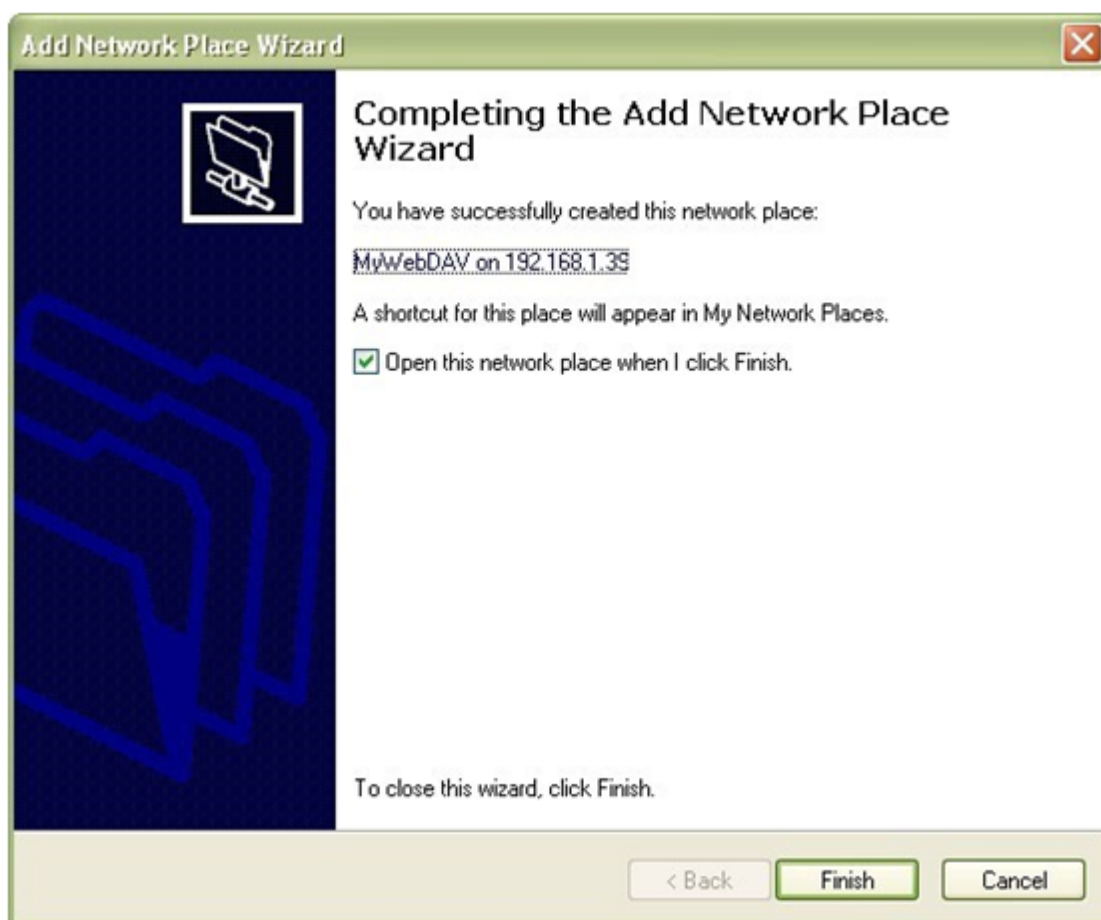 Add Network Place Wizard
Completing the Add Network Place
Wizard
You have successfully created this network place:
MyWebDAV on 192.168.1.39
A shortcut for this place will appear in My Network Places.
Open this network place when I click Finish.
To close this wizard, click Finish.
< Back
Finish
Cancel